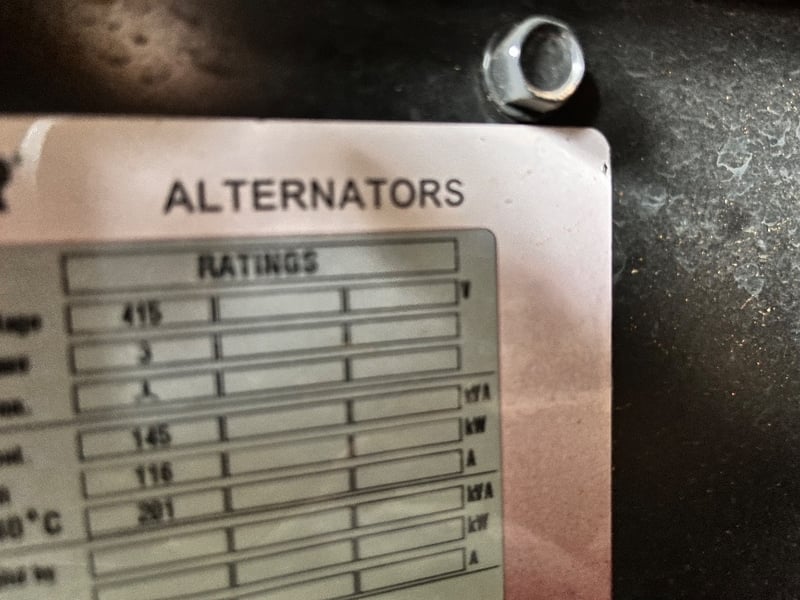 ALTERNATORS
RATINGS
415 V
3
145 kVA
116 kW
201 A
°C kVA
kW
A